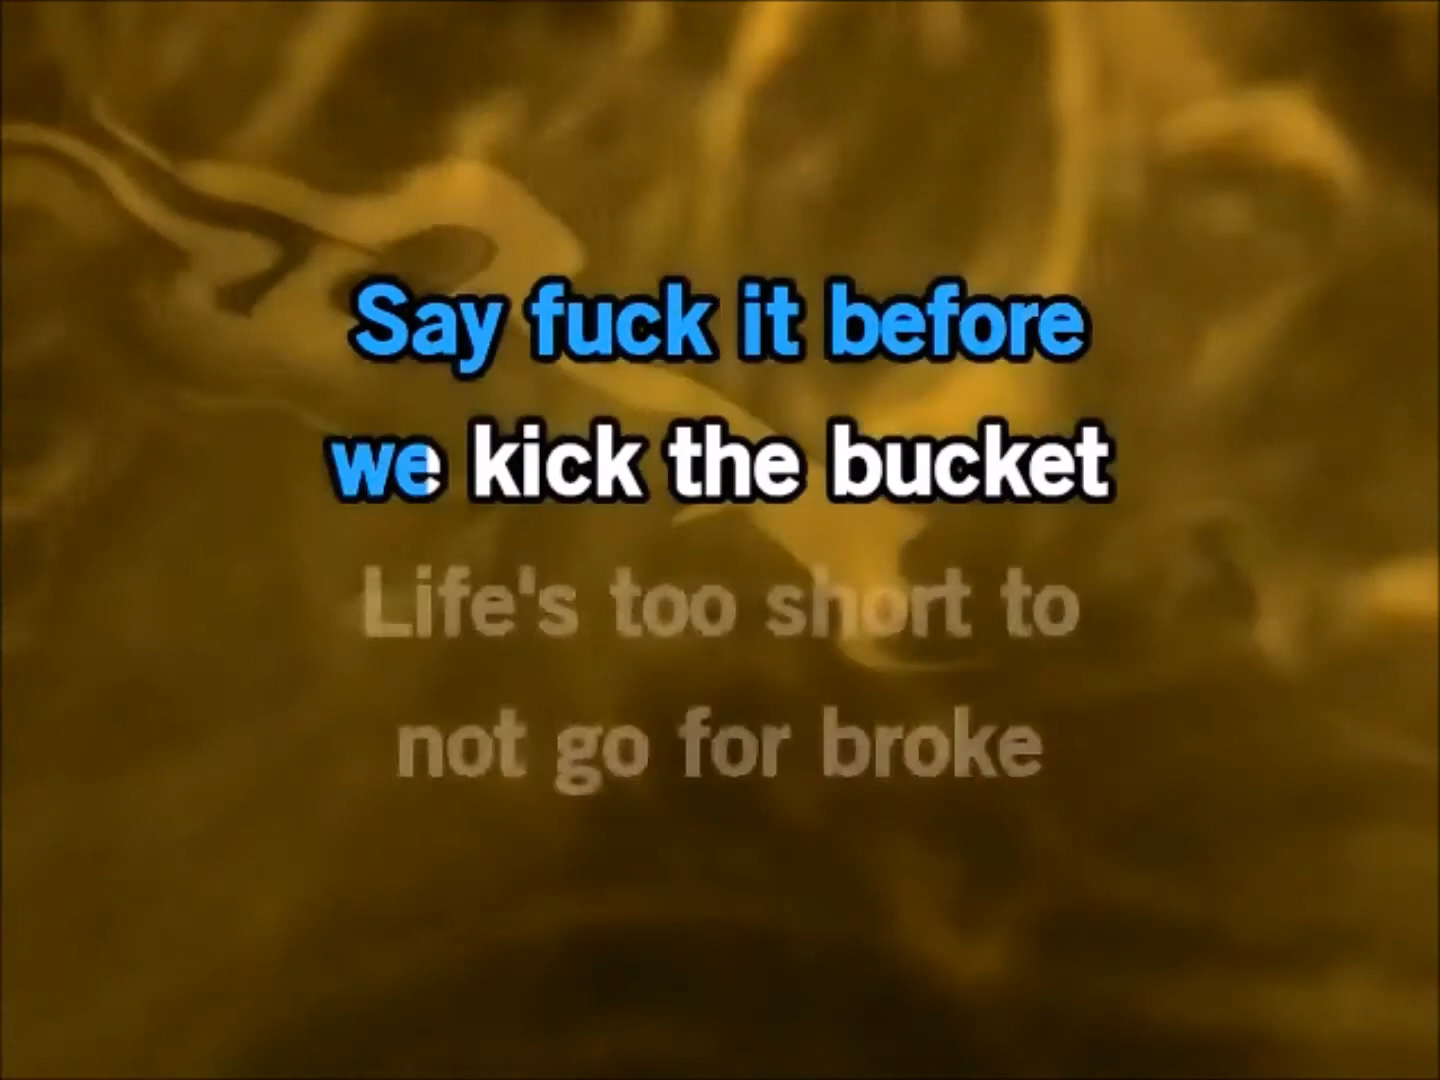 Say fuck it before
we kick the bucket
Life's too short to
not go for broke